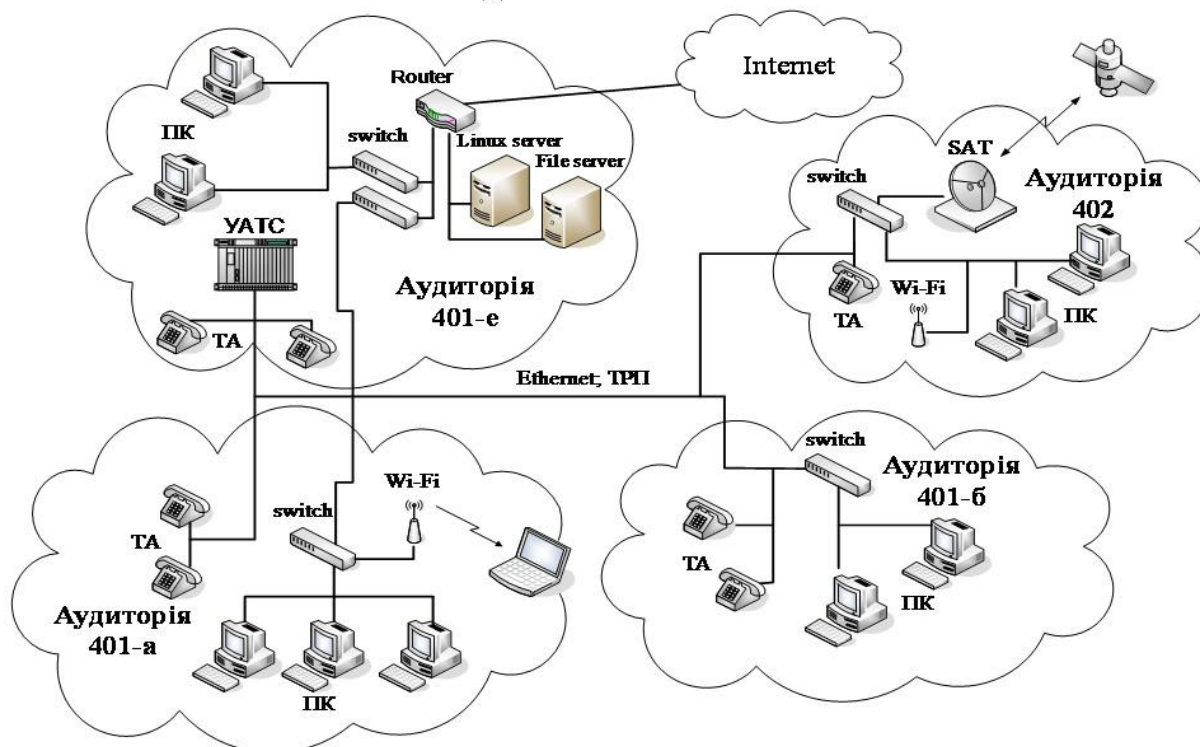 Internet
Router
ПК
switch
Linux server
File server
УАТС
Аудиторія
401-е
ТА
SAT
switch
Аудиторія
402
ТА
Wi-Fi
ПК
Ethernet; ТРП
switch
Wi-Fi
ТА
Аудиторія
401-а
ПК
switch
Аудиторія
401-б
ТА
ПК